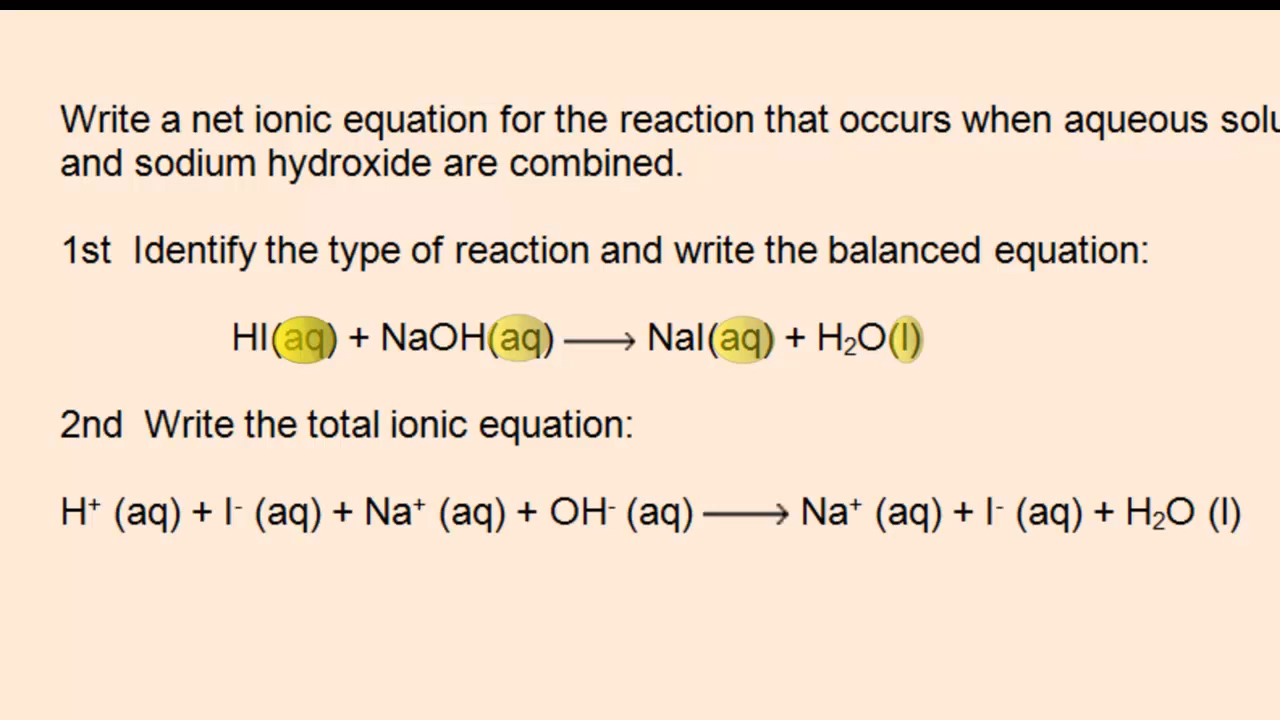 Write a net ionic equation for the reaction that occurs when aqueous
and sodium hydroxide are combined.
1st Identify the type of reaction and write the balanced equation:
HI(aq) + NaOH(aq) ⟶ NaI(aq) + H₂O(l)
2nd Write the total ionic equation:
H⁺ (aq) + I⁻ (aq) + Na⁺ (aq) + OH⁻ (aq) ⟶ Na⁺ (aq) + I⁻ (aq) + H₂O (l)